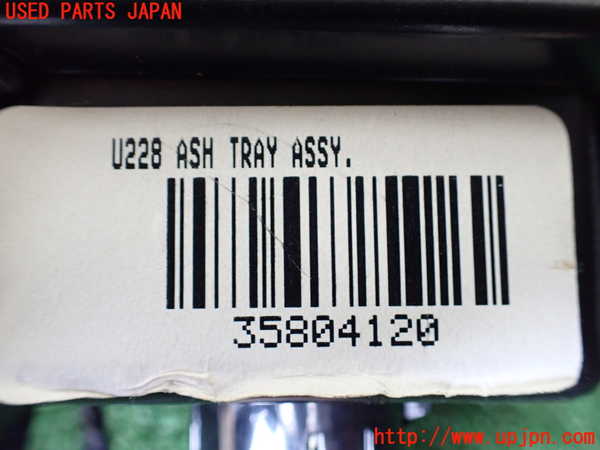 USED PARTS JAPAN
U228 ASH TRAY ASSY.
35804120
http://www.upjpn.com/